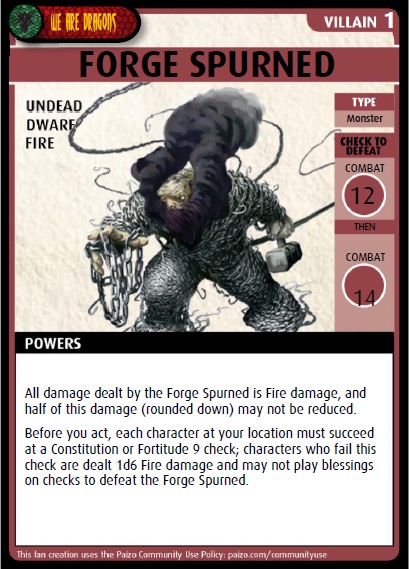 WE ARE DRAGONS
VILLAIN 1
FORGE SPURNED
UNDEAD
DWARF
FIRE
TYPE
Monster
CHECK TO
DEFEAT
COMBAT
12
THEN
COMBAT
14
POWERS
All damage dealt by the Forge Spurned is Fire damage, and
half of this damage (rounded down) may not be reduced.
Before you act, each character at your location must succeed
at a Constitution or Fortitude 9 check; characters who fail this
check are dealt 1d6 Fire damage and may not play blessings
on checks to defeat the Forge Spurned.
This fan creation uses the Paizo Community Use Policy: paizo.com/communityuse